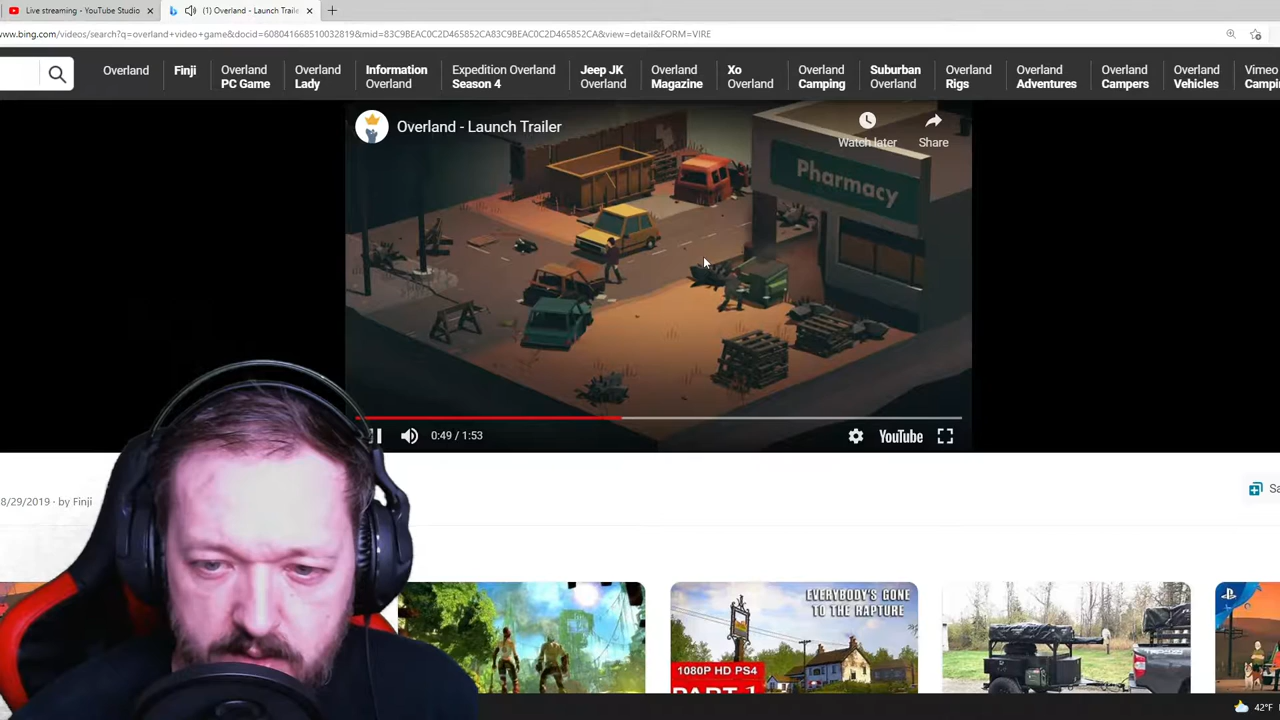 Live streaming - YouTube Studio
(1) Overland - Launch Traile
www.bing.com/videos/search?q=overland+video+game&docid=608041668510032819&mid=83C9BEAC0C2D465852CA83C9BEAC0C2D465852CA&view=detail&FORM=VIRE
Overland
Finji
Overland
PC Game
Overland
Lady
Information
Overland
Expedition Overland
Season 4
Jeep JK
Overland
Overland
Magazine
Xo
Overland
Overland
Camping
Suburban
Overland
Overland
Rigs
Overland
Adventures
Overland
Campers
Overland
Vehicles
Vimeo
Campi
Overland - Launch Trailer
Watch later
Share
Pharmacy
0:49 / 1:53
YouTube
8/29/2019 · by Finji
Sa
EVERYBODY'S GONE
TO THE RAPTURE
1080P HD PS4
PART 1
42°F